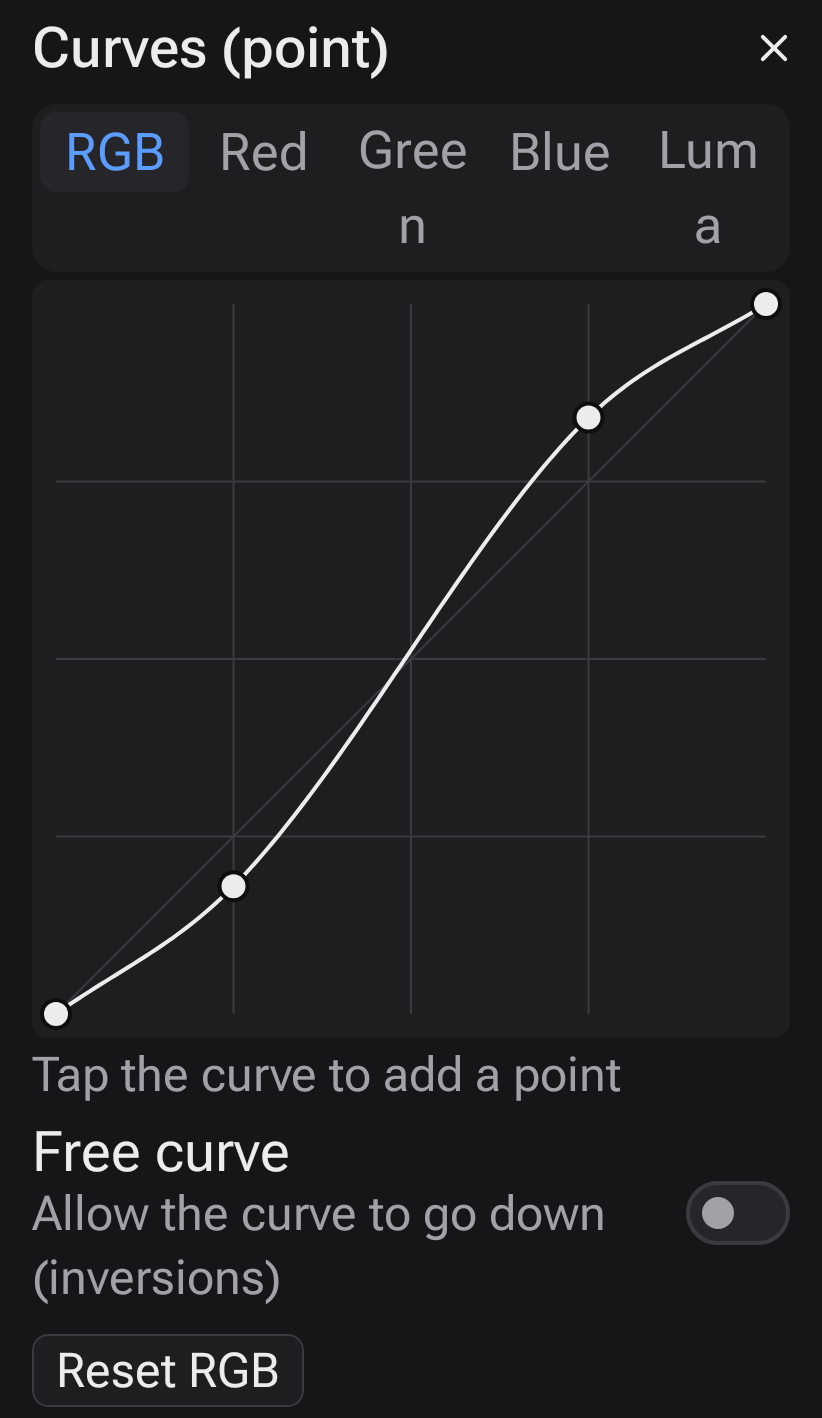 Curves (point)
RGB Red Gree
n Blue Lum
a
Tap the curve to add a point
Free curve
Allow the curve to go down
(inversions)
Reset RGB